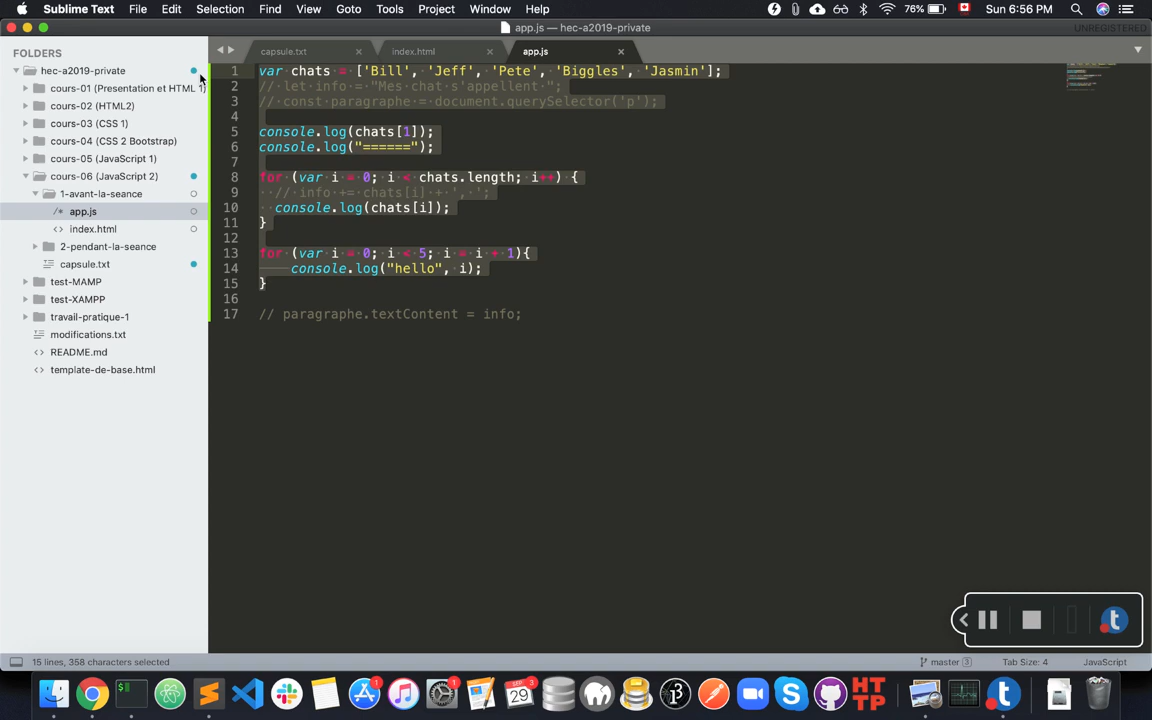 Sublime Text File Edit Selection Find View Goto Tools Project Window Help 76% Sun 6:56 PM
app.js — hec-a2019-private UNREGISTERED
FOLDERS
hec-a2019-private
cours-01 (Presentation et HTML 1)
cours-02 (HTML2)
cours-03 (CSS 1)
cours-04 (CSS 2 Bootstrap)
cours-05 (JavaScript 1)
cours-06 (JavaScript 2)
1-avant-la-seance
/* app.js
<> index.html
2-pendant-la-seance
capsule.txt
test-MAMP
test-XAMPP
travail-pratique-1
modifications.txt
<> README.md
<> template-de-base.html
capsule.txt × index.html × app.js ×
1 var chats = ['Bill', 'Jeff', 'Pete', 'Biggles', 'Jasmin'];
2 // let info = "Mes chat s'appellent ";
3 // const paragraphe = document.querySelector('p');
4
5 console.log(chats[1]);
6 console.log("======");
7
8 for (var i = 0; i < chats.length; i++) {
9 // info += chats[i] + ', ';
10 console.log(chats[i]);
11 }
12
13 for (var i = 0; i < 5; i = i + 1){
14 console.log("hello", i);
15 }
16
17 // paragraphe.textContent = info;
t
15 lines, 358 characters selected master 3 Tab Size: 4 JavaScript
$ 1 1 SEP 29 3 S HT TP t